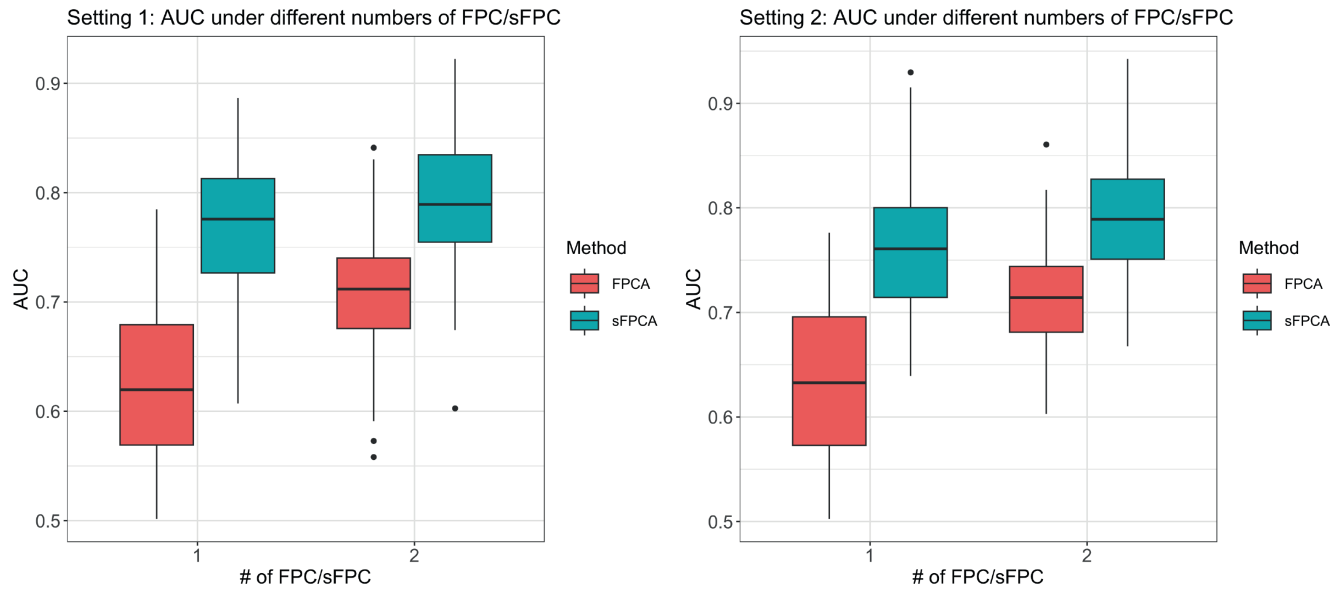 Setting 1: AUC under different numbers of FPC/sFPC
0.9
0.8
0.7
0.6
0.5
AUC
1
2
# of FPC/sFPC
Method
FPCA
sFPCA
Setting 2: AUC under different numbers of FPC/sFPC
0.9
0.8
0.7
0.6
0.5
AUC
1
2
# of FPC/sFPC
Method
FPCA
sFPCA